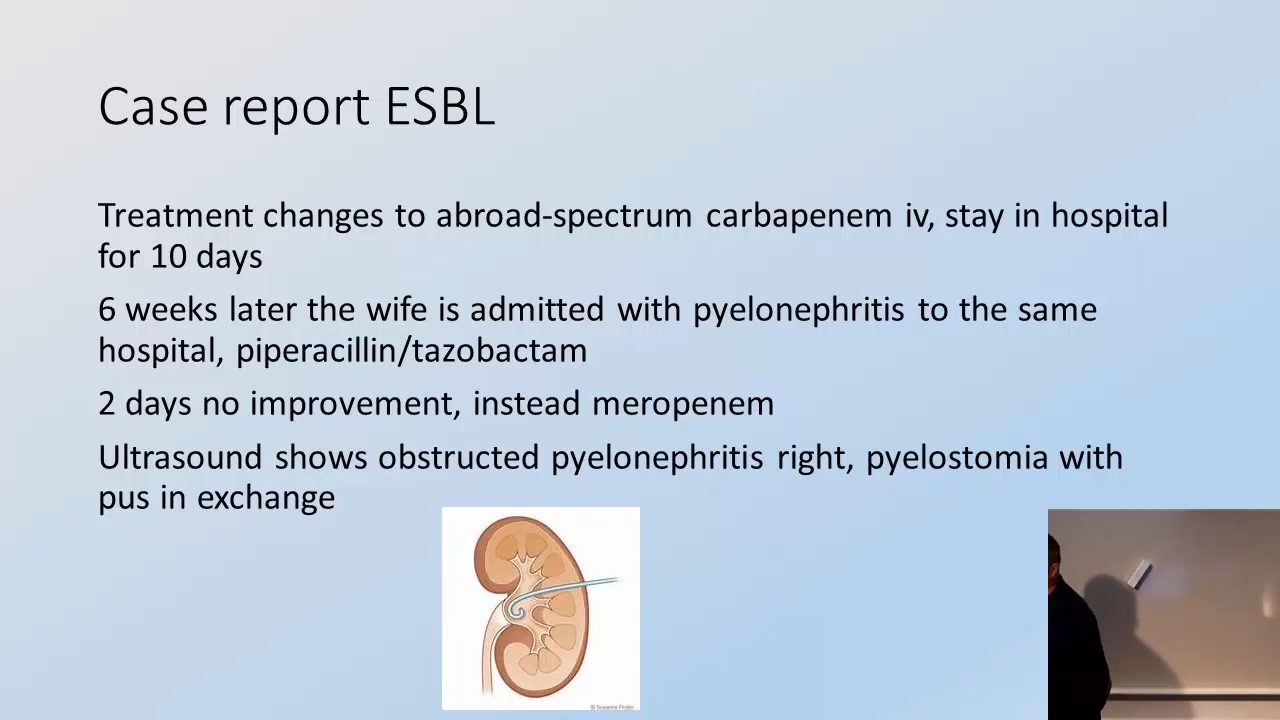 Case report ESBL
Treatment changes to abroad-spectrum carbapenem iv, stay in hospital
for 10 days
6 weeks later the wife is admitted with pyelonephritis to the same
hospital, piperacillin/tazobactam
2 days no improvement, instead meropenem
Ultrasound shows obstructed pyelonephritis right, pyelostomia with
pus in exchange